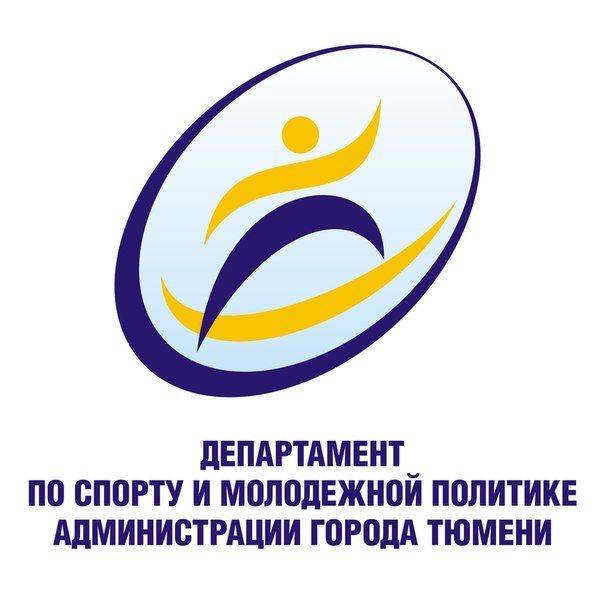 ДЕПАРТАМЕНТ
ПО СПОРТУ И МОЛОДЕЖНОЙ ПОЛИТИКЕ
АДМИНИСТРАЦИИ ГОРОДА ТЮМЕНИ